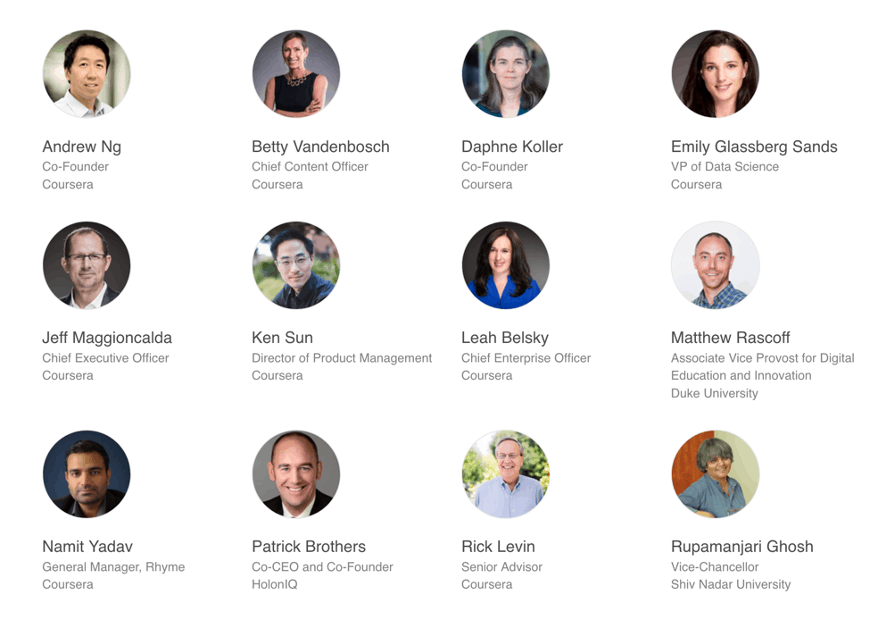 Andrew Ng
Co-Founder
Coursera
Betty Vandenbosch
Chief Content Officer
Coursera
Daphne Koller
Co-Founder
Coursera
Emily Glassberg Sands
VP of Data Science
Coursera
Jeff Maggioncalda
Chief Executive Officer
Coursera
Ken Sun
Director of Product Management
Coursera
Leah Belsky
Chief Enterprise Officer
Coursera
Matthew Rascoff
Associate Vice Provost for Digital
Education and Innovation
Duke University
Namit Yadav
General Manager, Rhyme
Coursera
Patrick Brothers
Co-CEO and Co-Founder
HolonIQ
Rick Levin
Senior Advisor
Coursera
Rupamanjari Ghosh
Vice-Chancellor
Shiv Nadar University